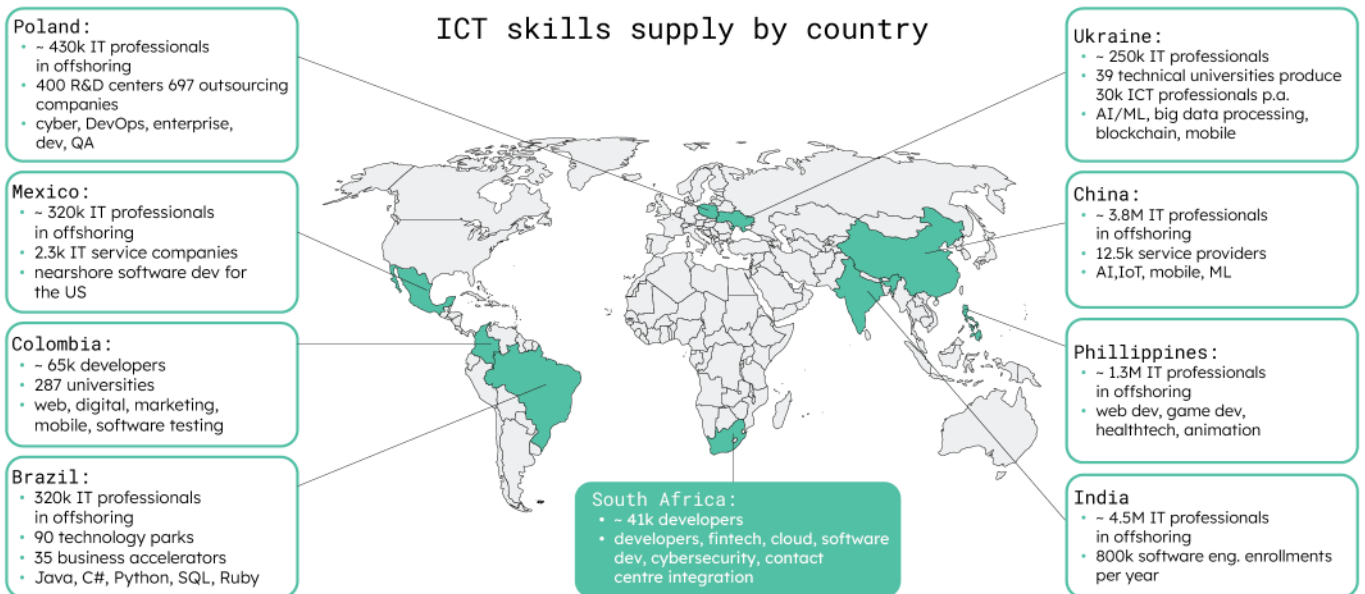 ICT skills supply by country
Poland:
• ~ 430k IT professionals
in offshoring
• 400 R&D centers 697 outsourcing
companies
• cyber, DevOps, enterprise,
dev, QA
Mexico:
• ~ 320k IT professionals
in offshoring
• 2.3k IT service companies
• nearshore software dev for
the US
Colombia:
• ~ 65k developers
• 287 universities
• web, digital, marketing,
mobile, software testing
Brazil:
• 320k IT professionals
in offshoring
• 90 technology parks
• 35 business accelerators
• Java, C#, Python, SQL, Ruby
South Africa:
• ~ 41k developers
• developers, fintech, cloud, software
dev, cybersecurity, contact
centre integration
Ukraine:
• ~ 250k IT professionals
• 39 technical universities produce
30k ICT professionals p.a.
• AI/ML, big data processing,
blockchain, mobile
China:
• ~ 3.8M IT professionals
in offshoring
• 12.5k service providers
• AI,IoT, mobile, ML
Phillippines:
• ~ 1.3M IT professionals
in offshoring
• web dev, game dev,
healthtech, animation
India
• ~ 4.5M IT professionals
in offshoring
• 800k software eng. enrollments
per year